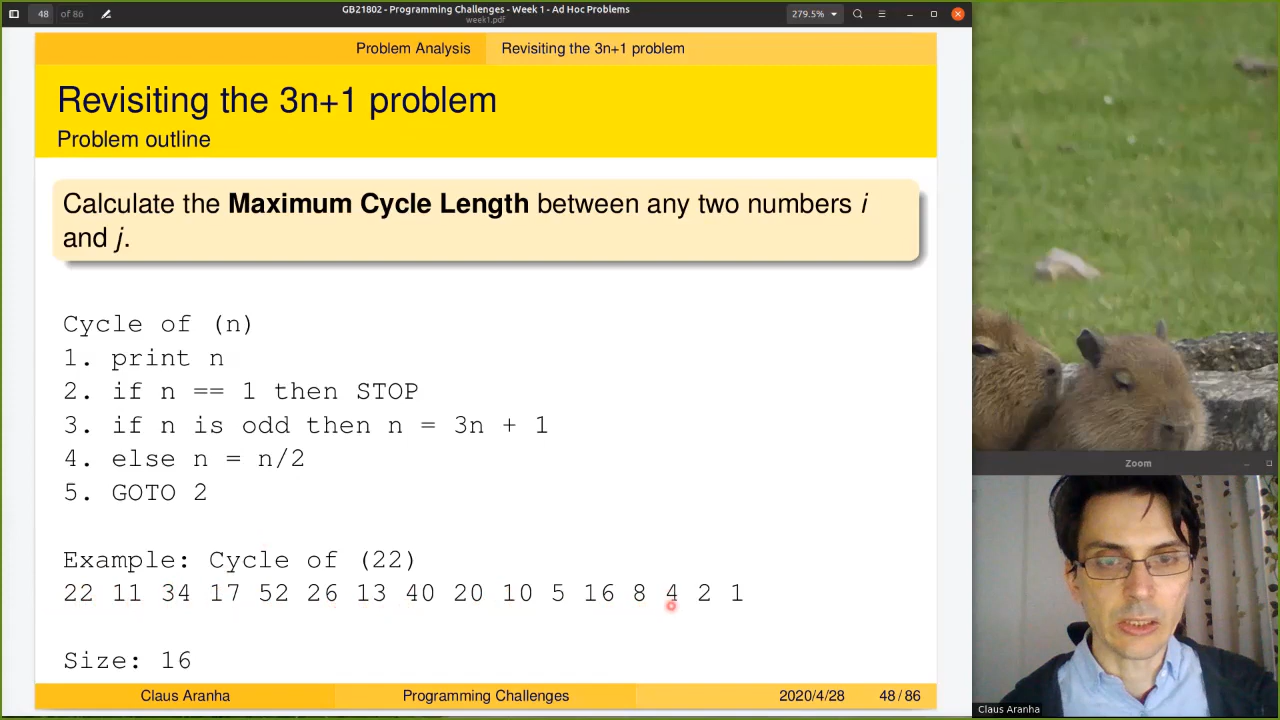 48 of 86
GB21802 - Programming Challenges - Week 1 - Ad Hoc Problems
week1.pdf
279.5%
Problem Analysis
Revisiting the 3n+1 problem
Revisiting the 3n+1 problem
Problem outline
Calculate the Maximum Cycle Length between any two numbers i
and j.
Cycle of (n)
1. print n
2. if n == 1 then STOP
3. if n is odd then n = 3n + 1
4. else n = n/2
5. GOTO 2
Example: Cycle of (22)
22 11 34 17 52 26 13 40 20 10 5 16 8 4 2 1
Size: 16
Claus Aranha
Programming Challenges
2020/4/28
48 / 86
Zoom
Claus Aranha